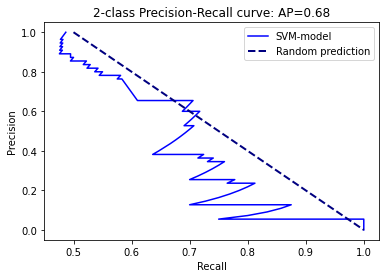 2-class Precision-Recall curve: AP=0.68
SVM-model
Random prediction
Precision
1.0
0.8
0.6
0.4
0.2
0.0
0.5 0.6 0.7 0.8 0.9 1.0
Recall